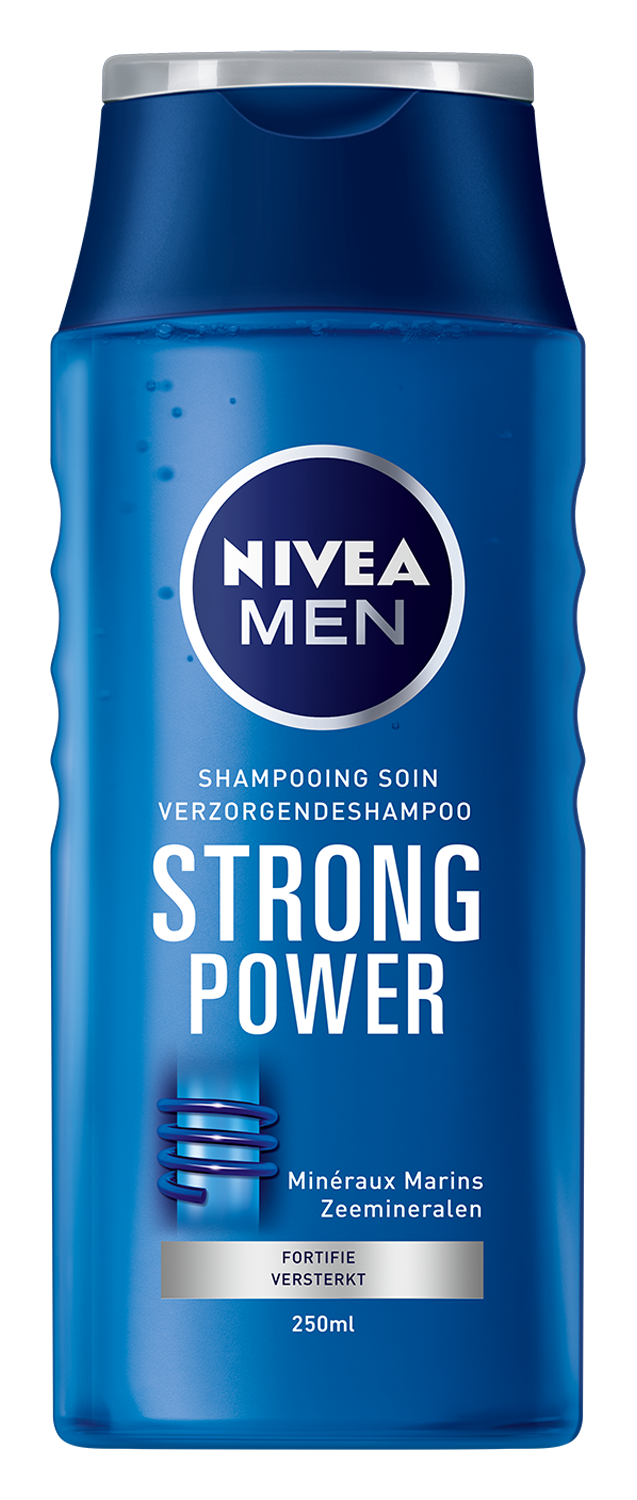 NIVEA
MEN
SHAMPOOING SOIN
VERZORGENDESHAMPOO
STRONG
POWER
Minéraux Marins
Zeemineralen
FORTIFIE
VERSTERKT
250ml